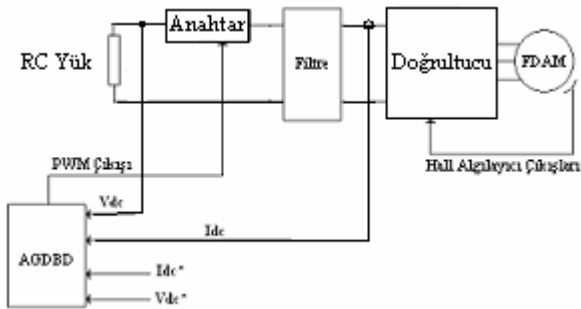 Anahtar
RC Yük
Filtre
Doğrultucu
FDAM
PWM Çıkışı
Hall Algılayıcı Çıkışları
Vdc
Idc
AGDBD
Idc*
Vdc*